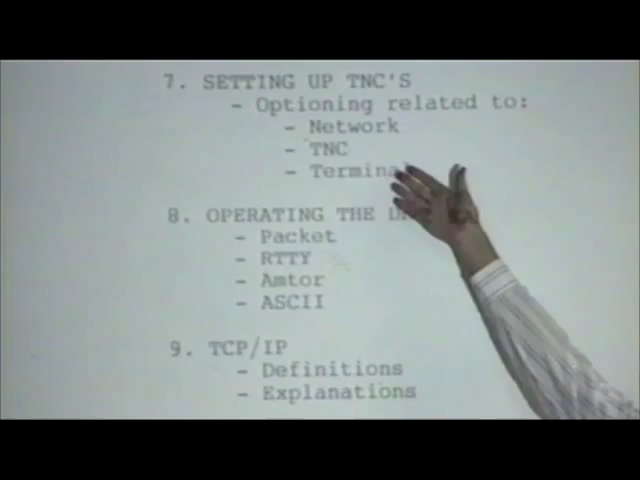 7. SETTING UP TNC'S
- Optioning related to:
- Network
- TNC
- Terminal
8. OPERATING THE
- Packet
- RTTY
- Amtor
- ASCII
9. TCP/IP
- Definitions
- Explanations